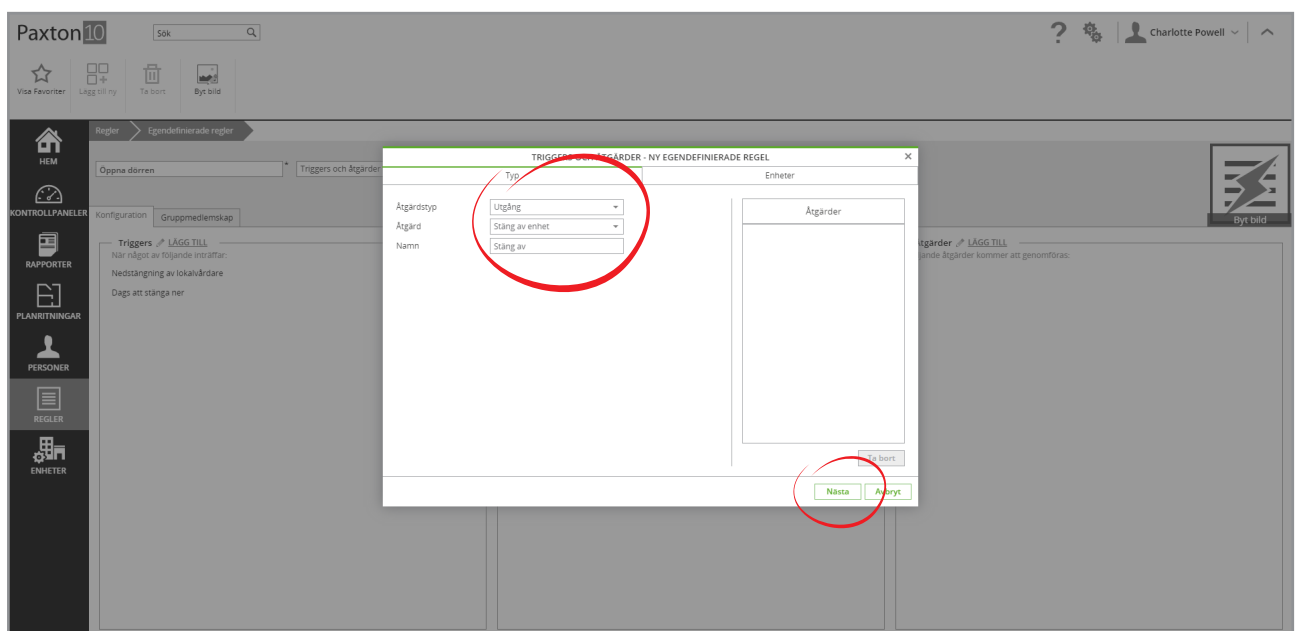 Paxton10
Sök
?
Charlotte Powell
Visa Favoriter
Lägg till ny
Ta bort
Byt bild
HEM
KONTROLLPANELER
RAPPORTER
PLANRITNINGAR
PERSONER
REGLER
ENHETER
Regler
Egendefinierade regler
Öppna dörren
*
Triggers och åtgärder
Byt bild
Konfiguration
Gruppmedlemskap
Triggers LÄGG TILL
När något av följande inträffar:
Nedstängning av lokalvårdare
Dags att stänga ner
TRIGGERS OCH ÅTGÄRDER - NY EGENDEFINIERADE REGEL
Typ
Enheter
Åtgärdstyp
Utgång
Åtgärd
Stäng av enhet
Namn
Stäng av
Åtgärder
Ta bort
Nästa
Avbryt
LÄGG TILL
åtgärder kommer att genomföras: